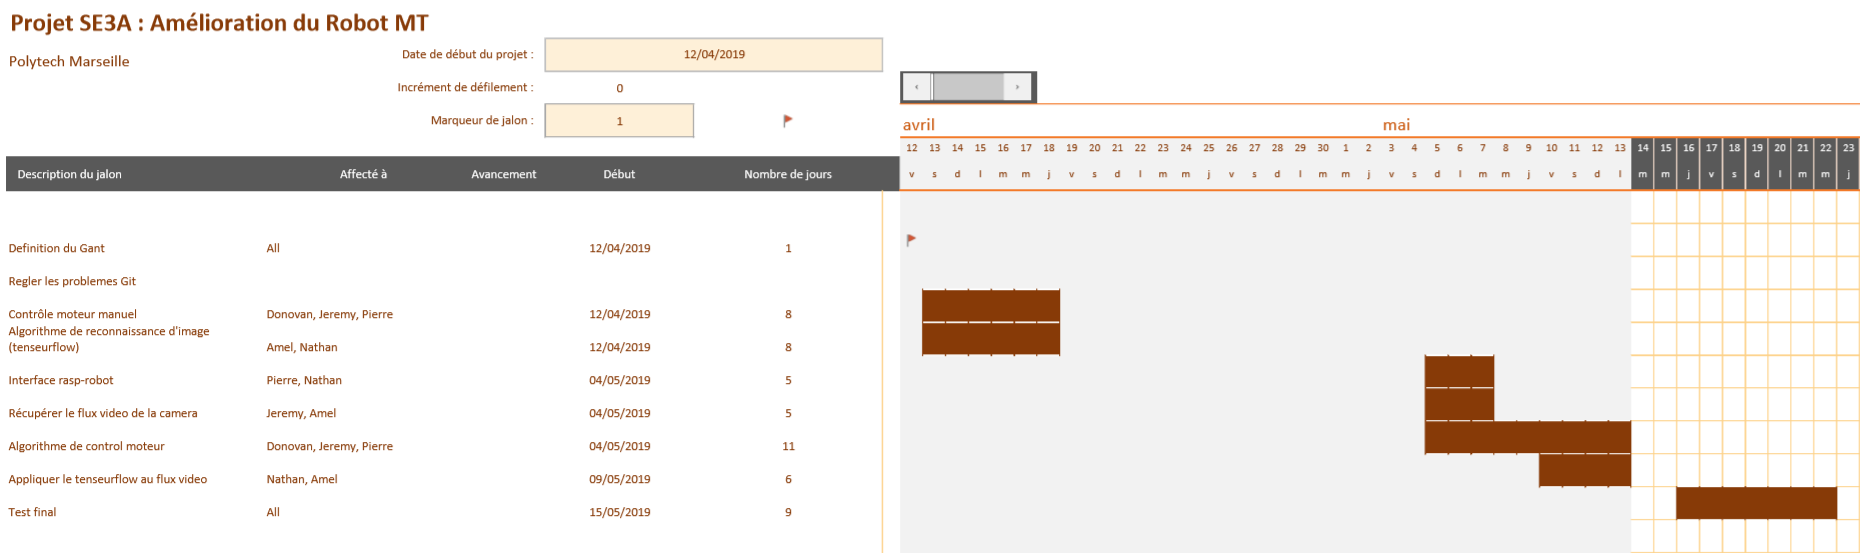 Projet SE3A : Amélioration du Robot MT
Polytech Marseille
Date de début du projet : 12/04/2019
Incrément de défilement : 0
Marqueur de jalon : 1
avril mai
12 13 14 15 16 17 18 19 20 21 22 23 24 25 26 27 28 29 30 1 2 3 4 5 6 7 8 9 10 11 12 13 14 15 16 17 18 19 20 21 22 23
Description du jalon Affecté à Avancement Début Nombre de jours v s d l m m j v s d l m m j v s d l m m j v s d l m m j v s d l m m j v s d l m m j
Definition du Gant All 12/04/2019 1
Regler les problemes Git
Contrôle moteur manuel Donovan, Jeremy, Pierre 12/04/2019 8
Algorithme de reconnaissance d'image
(tenseurflow) Amel, Nathan 12/04/2019 8
Interface rasp-robot Pierre, Nathan 04/05/2019 5
Récupérer le flux video de la camera Jeremy, Amel 04/05/2019 5
Algorithme de control moteur Donovan, Jeremy, Pierre 04/05/2019 11
Appliquer le tenseurflow au flux video Nathan, Amel 09/05/2019 6
Test final All 15/05/2019 9